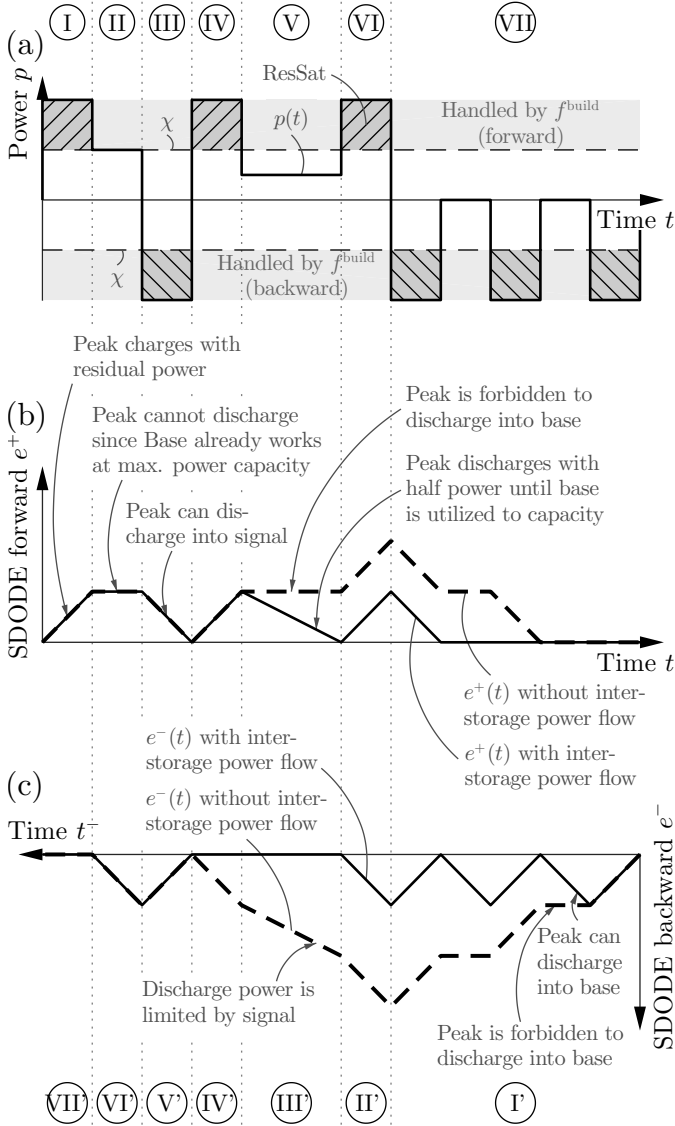 I II III IV V VI VII
(a)
ResSat
Power p
χ
p(t)
Handled by f^build
(forward)
Time t
χ
Handled by f^build
(backward)
Peak charges with
residual power
(b)
Peak cannot discharge
since Base already works
at max. power capacity
Peak is forbidden to
discharge into base
Peak can dis-
charge into signal
Peak discharges with
half power until base
is utilized to capacity
SDODE forward e⁺
Time t
e⁺(t) without inter-
storage power flow
e⁺(t) with inter-
storage power flow
e⁻(t) with inter-
storage power flow
(c)
e⁻(t) without inter-
storage power flow
Time t⁻
SDODE backward e⁻
Peak can
discharge
into base
Discharge power is
limited by signal
Peak is forbidden to
discharge into base
VII' VI' V' IV' III' II' I'